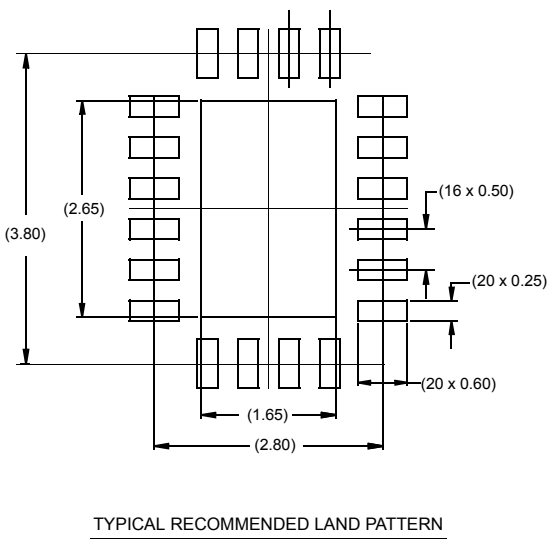 (16 x 0.50)
(2.65)
(3.80)
(20 x 0.25)
(20 x 0.60)
(1.65)
(2.80)
TYPICAL RECOMMENDED LAND PATTERN